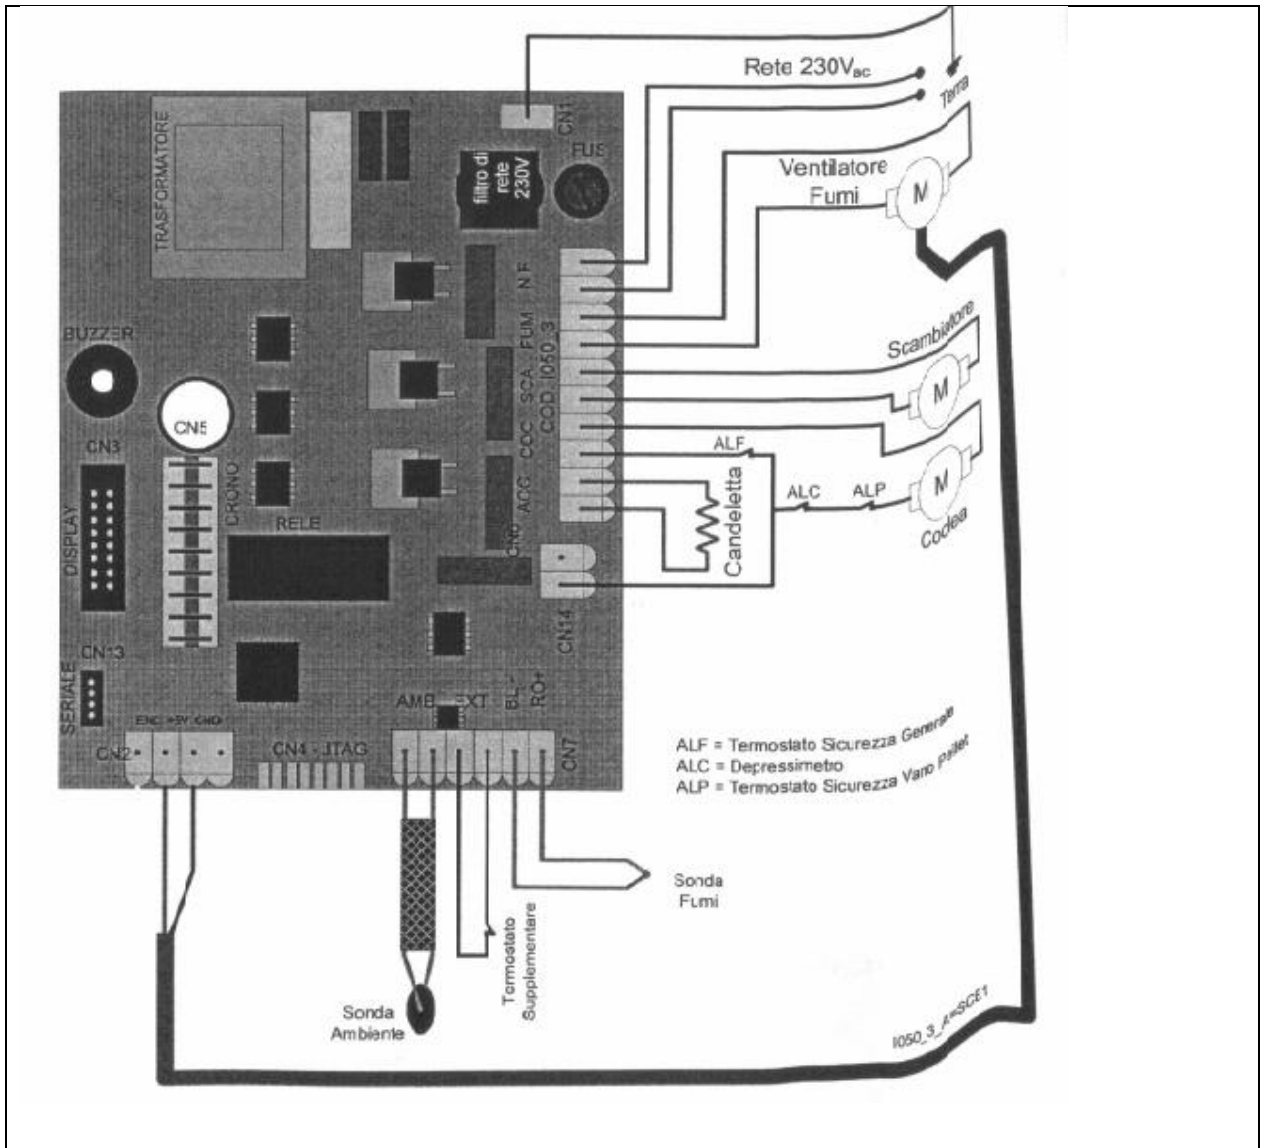 Rete 230Vac
Terra
CN1
FUS
TRASFORMATORE
filtro di
rete
230V
Ventilatore
Fumi
M
N F
FUM
SCA
COC
ACC
COD. I050_3
Scambiatore
M
BUZZER
CN5
CN3
CRONO
DISPLAY
RELE
ALF
ALC
ALP
M
Coclea
Candeletta
CN14
CN13
SERIALE
AMB
EXT
BL -
RO+
ENC +5V GND
CN2
CN4 - JTAG
CN7
ALF = Termostato Sicurezza Generale
ALC = Depressimetro
ALP = Termostato Sicurezza Vano Pellet
Sonda
Fumi
Termostato
Supplementare
Sonda
Ambiente